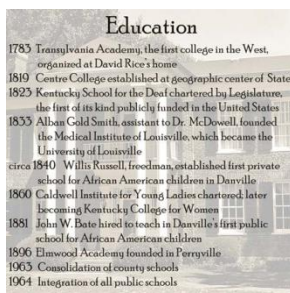 Education
1783 Transylvania Academy, the first college in the West,
organized at David Rice's home
1819 Centre College established at geographic center of State
1823 Kentucky School for the Deaf chartered by Legislature,
the first of its kind publicly funded in the United States
1833 Alban Gold Smith, assistant to Dr. McDowell, founded
the Medical Institute of Louisville, which became the
University of Louisville
circa 1840 Willis Russell, freedman, established first private
school for African American children in Danville
1860 Caldwell Institute for Young Ladies chartered; later
becoming Kentucky College for Women
1881 John W. Bate hired to teach in Danville's first public
school for African American children
1896 Elmwood Academy founded in Perryville
1963 Consolidation of county schools
1964 Integration of all public schools